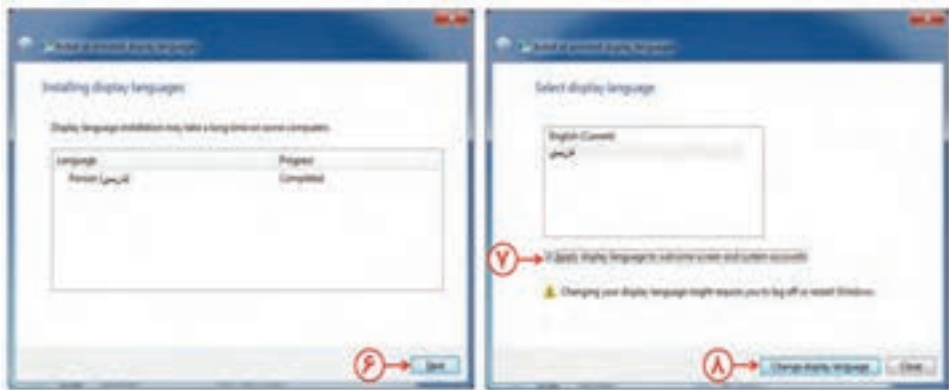 Install or uninstall display languages
Installing display languages
Display language installation may take a long time on some computers.
Language Progress
Persian (فارسی) Completed
۶
Next
Install or uninstall display languages
Select display language
English (Current)
فارسی
۷
Apply display language to welcome screen and system accounts
Changing your display language might require you to log off or restart Windows.
۸
Change display language Close